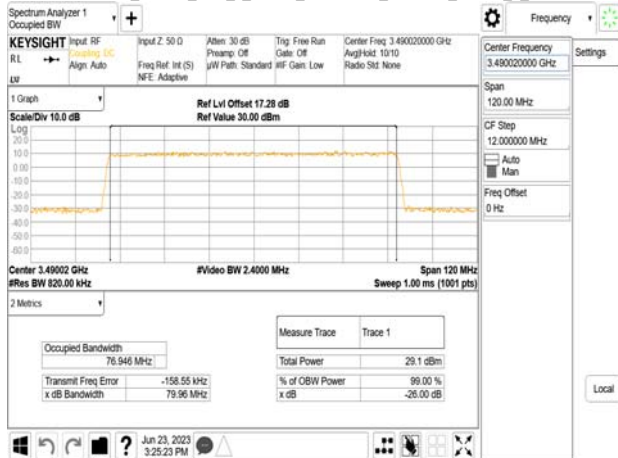 Spectrum Analyzer 1
Occupied BW
Frequency
KEYSIGHT Input: RF
Coupling: DC
Align: Auto
RL
LXI
Input Z: 50 Ω
Freq Ref: Int (S)
NFE: Adaptive
Atten: 30 dB
Preamp: Off
µW Path: Standard
Trig: Free Run
Gate: Off
#IF Gain: Low
Center Freq: 3.490020000 GHz
Avg|Hold: 10/10
Radio Std: None
Center Frequency
3.490020000 GHz
Settings
Span
120.00 MHz
CF Step
12.000000 MHz
Auto
Man
Freq Offset
0 Hz
Local
1 Graph
Scale/Div 10.0 dB
Ref Lvl Offset 17.28 dB
Ref Value 30.00 dBm
Log
20.0
10.0
0.00
-10.0
-20.0
-30.0
-40.0
-50.0
-60.0
Center 3.49002 GHz
#Res BW 820.00 kHz
#Video BW 2.4000 MHz
Span 120 MHz
Sweep 1.00 ms (1001 pts)
2 Metrics
Measure Trace Trace 1
Occupied Bandwidth
76.946 MHz
Total Power 29.1 dBm
Transmit Freq Error -158.55 kHz
% of OBW Power 99.00 %
x dB Bandwidth 79.96 MHz
x dB -26.00 dB
Jun 23, 2023
3:25:23 PM